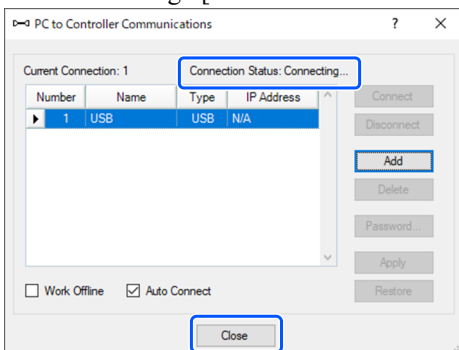 PC to Controller Communications ? ×
Current Connection: 1 Connection Status: Connecting...
Number Name Type IP Address
1 USB USB N/A
Connect
Disconnect
Add
Delete
Password...
Apply
Restore
Work Offline Auto Connect
Close